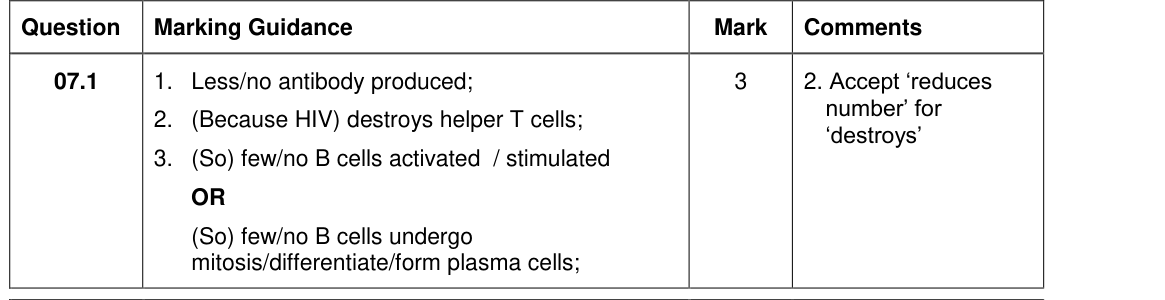 Question Marking Guidance Mark Comments
07.1 1. Less/no antibody produced; 3 2. Accept ‘reduces
number’ for
2. (Because HIV) destroys helper T cells;
‘destroys’
3. (So) few/no B cells activated / stimulated
OR
(So) few/no B cells undergo
mitosis/differentiate/form plasma cells;